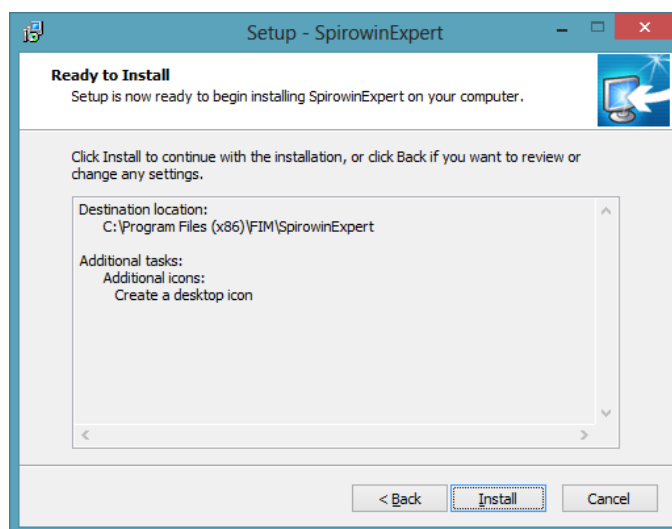 Setup - SpirowinExpert
Ready to Install
Setup is now ready to begin installing SpirowinExpert on your computer.
Click Install to continue with the installation, or click Back if you want to review or
change any settings.
Destination location:
C:\Program Files (x86)\FIM\SpirowinExpert
Additional tasks:
Additional icons:
Create a desktop icon
< Back
Install
Cancel